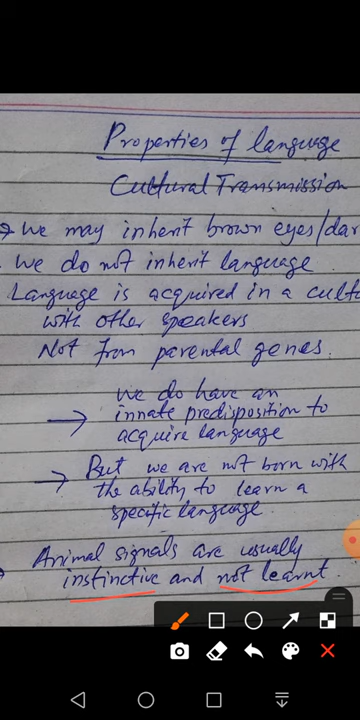 Properties of language
Cultural Transmission
→ We may inherit brown eyes/dar
We do not inherit language.
Language is acquired in a cult
with other speakers
Not from parental genes.
→ We do have an
innate predisposition to
acquire language
→ But we are not born with
the ability to learn a
specific language
Animal signals are usually
instinctive and not learnt.